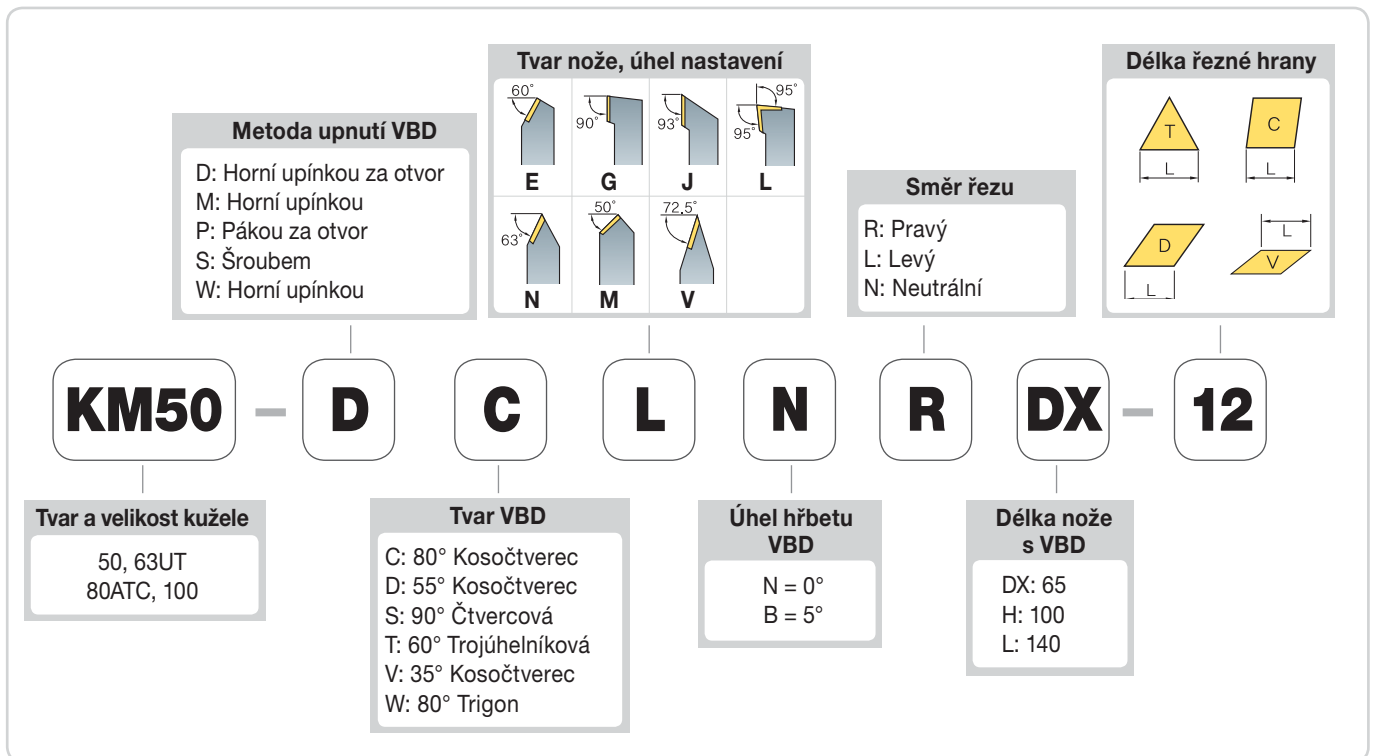 Tvar nože, úhel nastavení
60°
90°
93°
95°
95°
E
G
J
L
63°
50°
72.5°
N
M
V
Délka řezné hrany
T
L
C
L
D
L
L
V
Metoda upnutí VBD
D: Horní upínkou za otvor
M: Horní upínkou
P: Pákou za otvor
S: Šroubem
W: Horní upínkou
Směr řezu
R: Pravý
L: Levý
N: Neutrální
KM50 – D C L N R DX – 12
Tvar a velikost kužele
50, 63UT
80ATC, 100
Tvar VBD
C: 80° Kosočtverec
D: 55° Kosočtverec
S: 90° Čtvercová
T: 60° Trojúhelníková
V: 35° Kosočtverec
W: 80° Trigon
Úhel hřbetu
VBD
N = 0°
B = 5°
Délka nože
s VBD
DX: 65
H: 100
L: 140